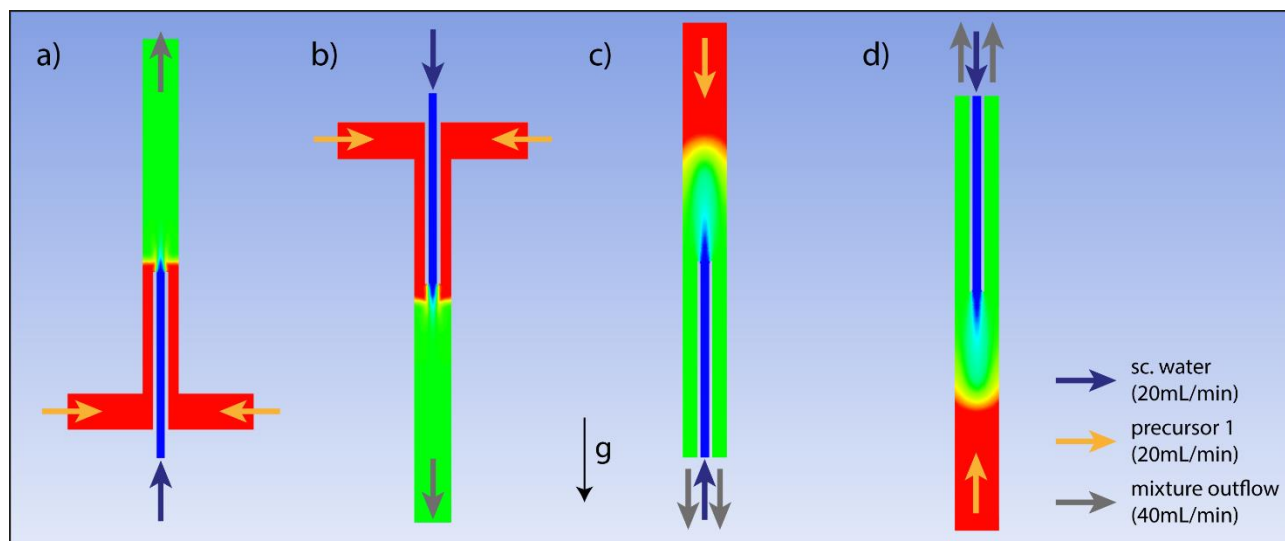 a)
b)
c)
d)
g
sc. water
(20mL/min)
precursor 1
(20mL/min)
mixture outflow
(40mL/min)